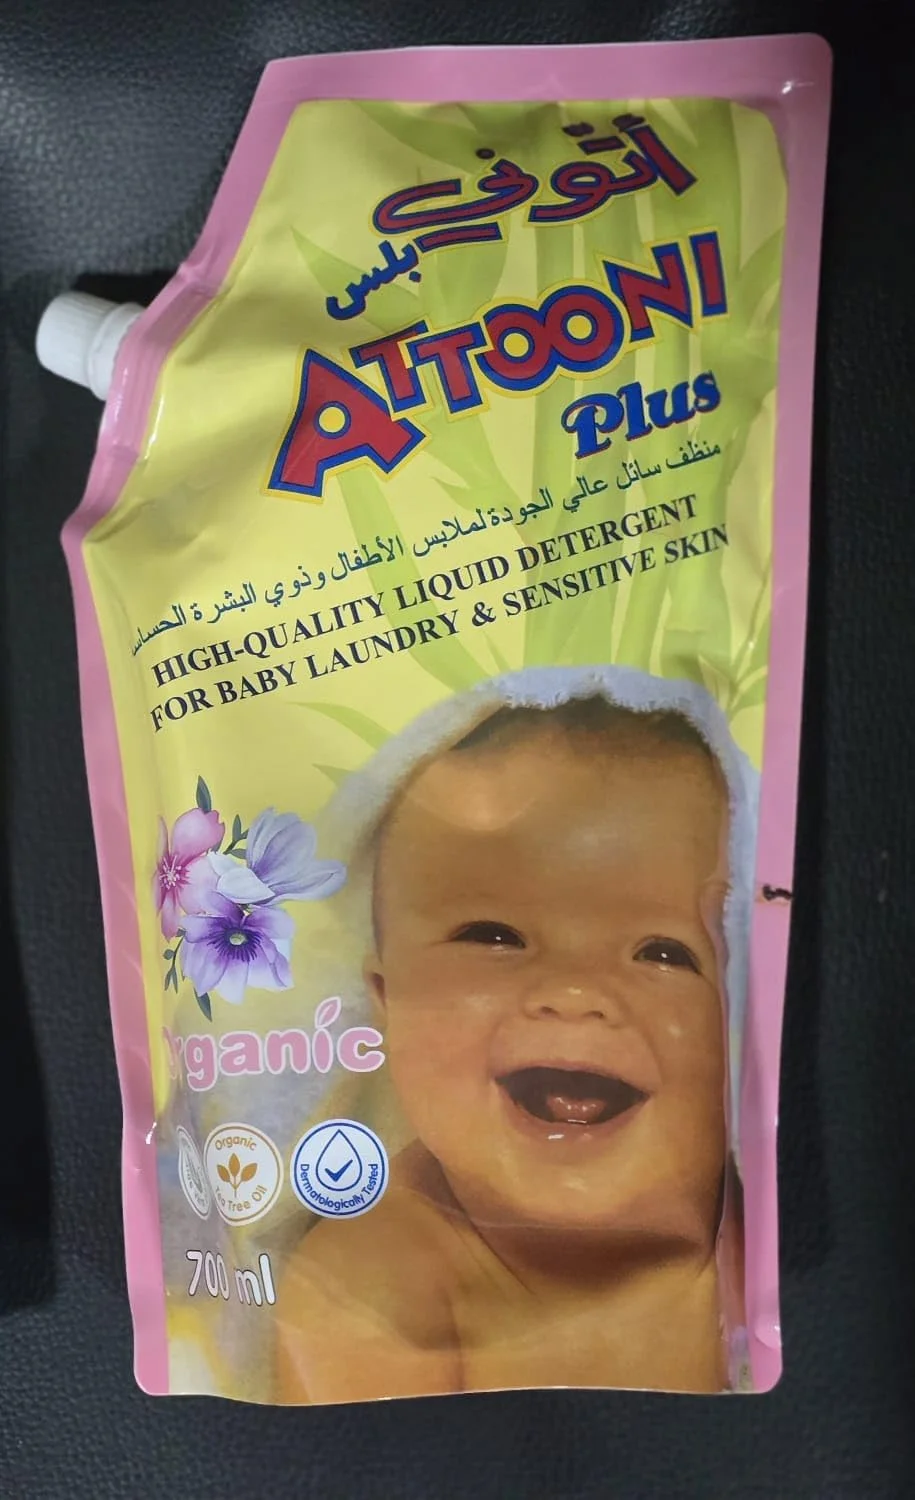 أتوني
بلس
ATTOONI
Plus
منظف سائل عالي الجودة لملابس الأطفال وذوي البشرة الحساسة
HIGH-QUALITY LIQUID DETERGENT
FOR BABY LAUNDRY & SENSITIVE SKIN
Organic
Organic
Tea Tree Oil
Dermatologically Tested
700 ml